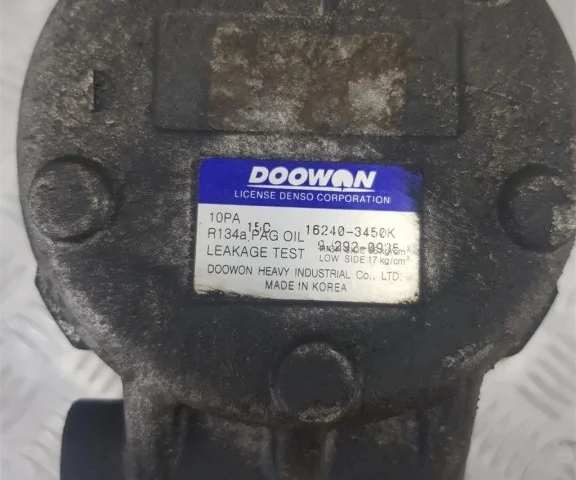 DOOWON
LICENSE DENSO CORPORATION
10PA 15C 16240-3450K
R134a, PAG OIL
LEAKAGE TEST
LOW SIDE 17 kg/cm²
DOOWON HEAVY INDUSTRIAL Co., LTD.
MADE IN KOREA